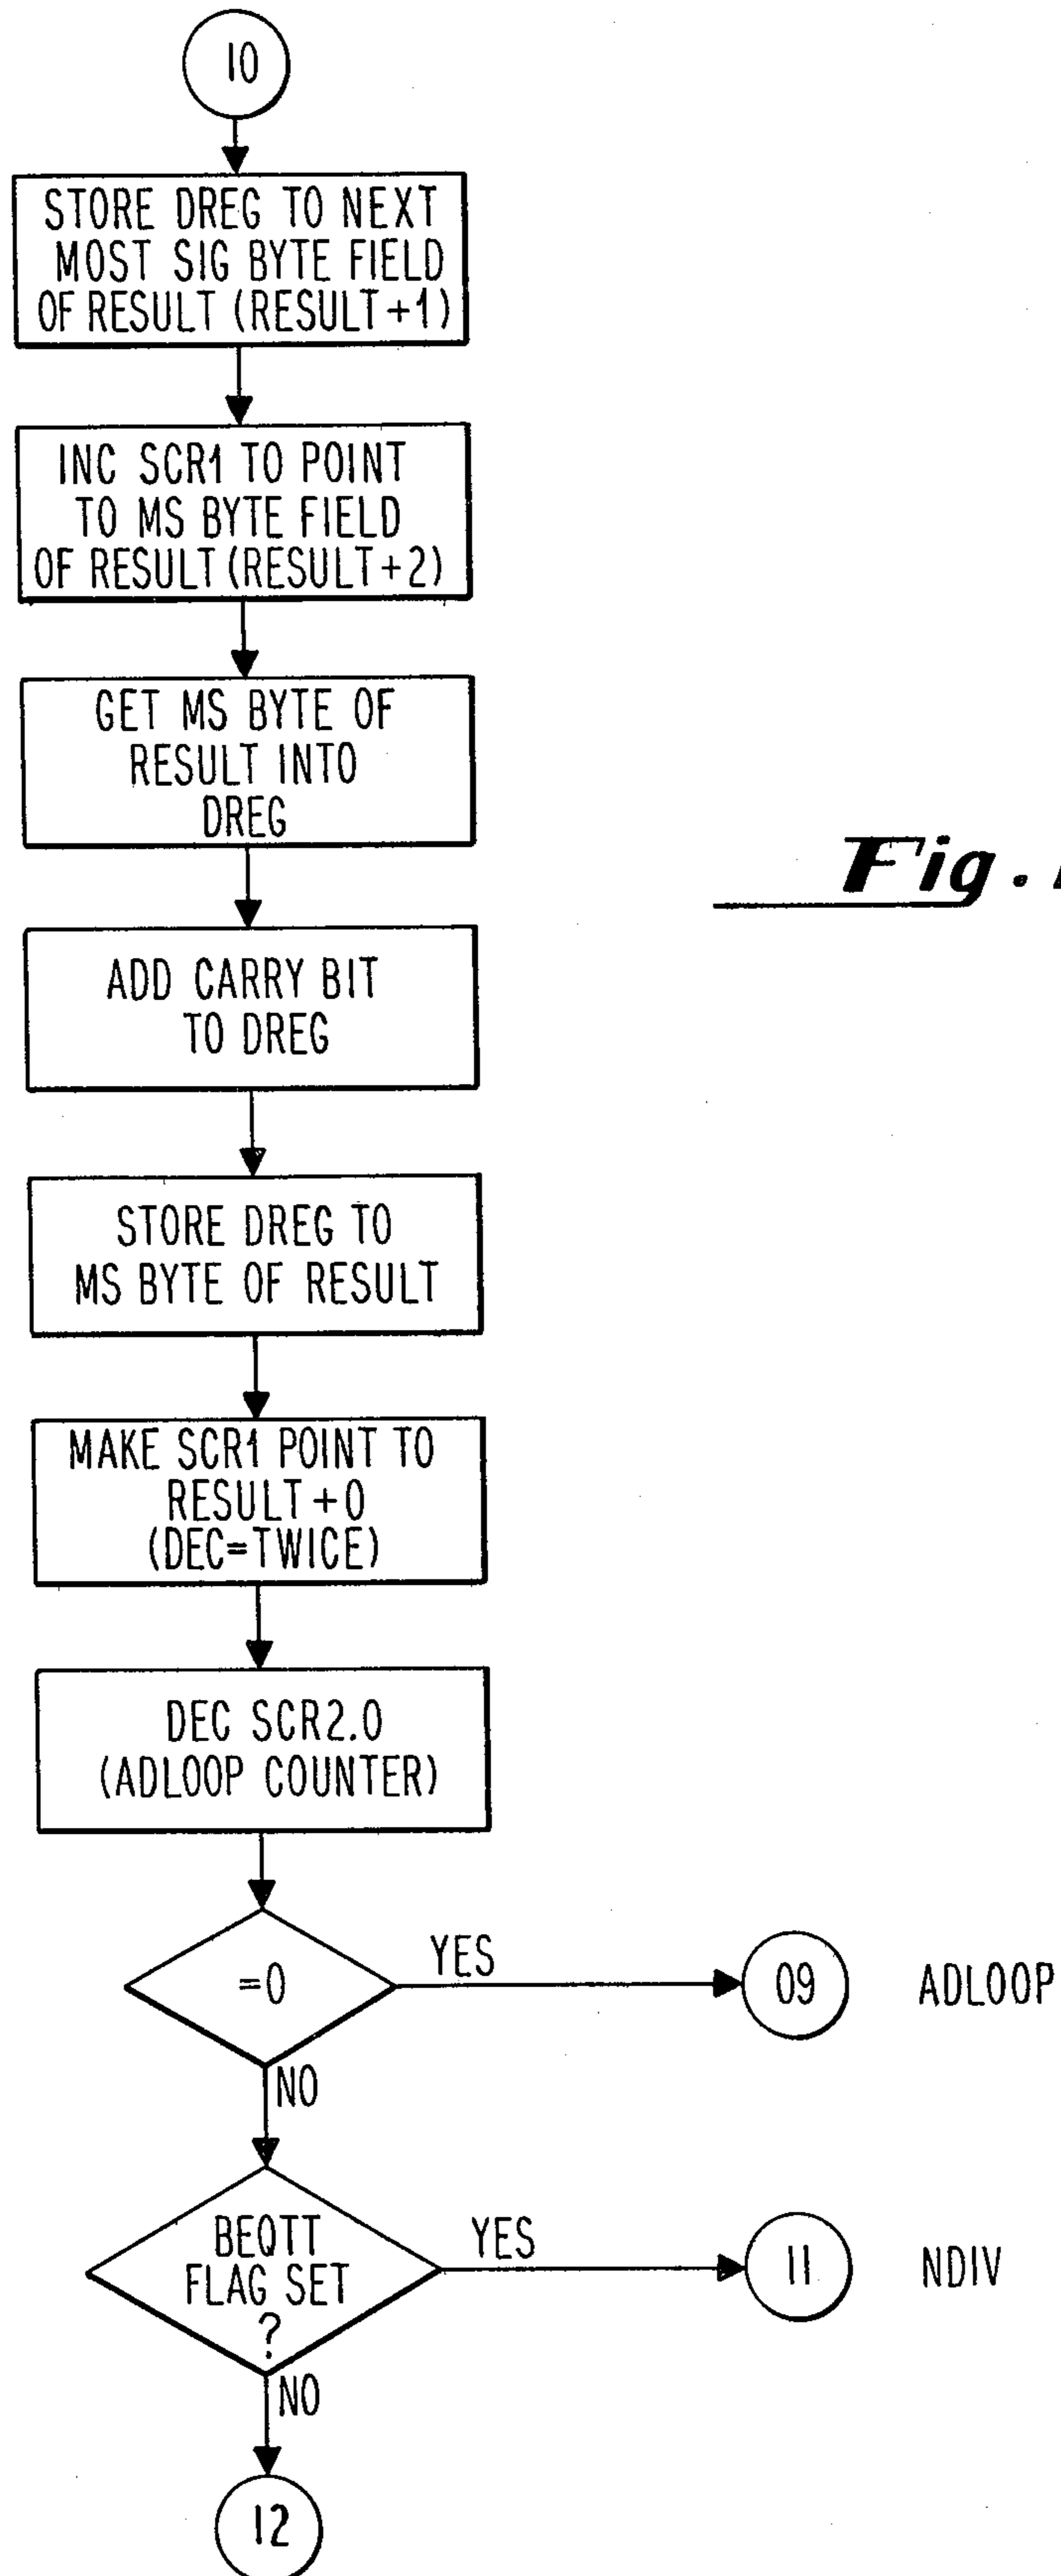 10
STORE DREG TO NEXT
MOST SIG BYTE FIELD
OF RESULT (RESULT+1)
INC SCR1 TO POINT
TO MS BYTE FIELD
OF RESULT (RESULT+2)
GET MS BYTE OF
RESULT INTO
DREG
Fig.
ADD CARRY BIT
TO DREG
STORE DREG TO
MS BYTE OF RESULT
MAKE SCR1 POINT TO
RESULT+0
(DEC=TWICE)
DEC SCR2.0
(ADLOOP COUNTER)
=0
YES
09
ADLOOP
NO
BEQTT
FLAG SET
?
YES
11
NDIV
NO
12